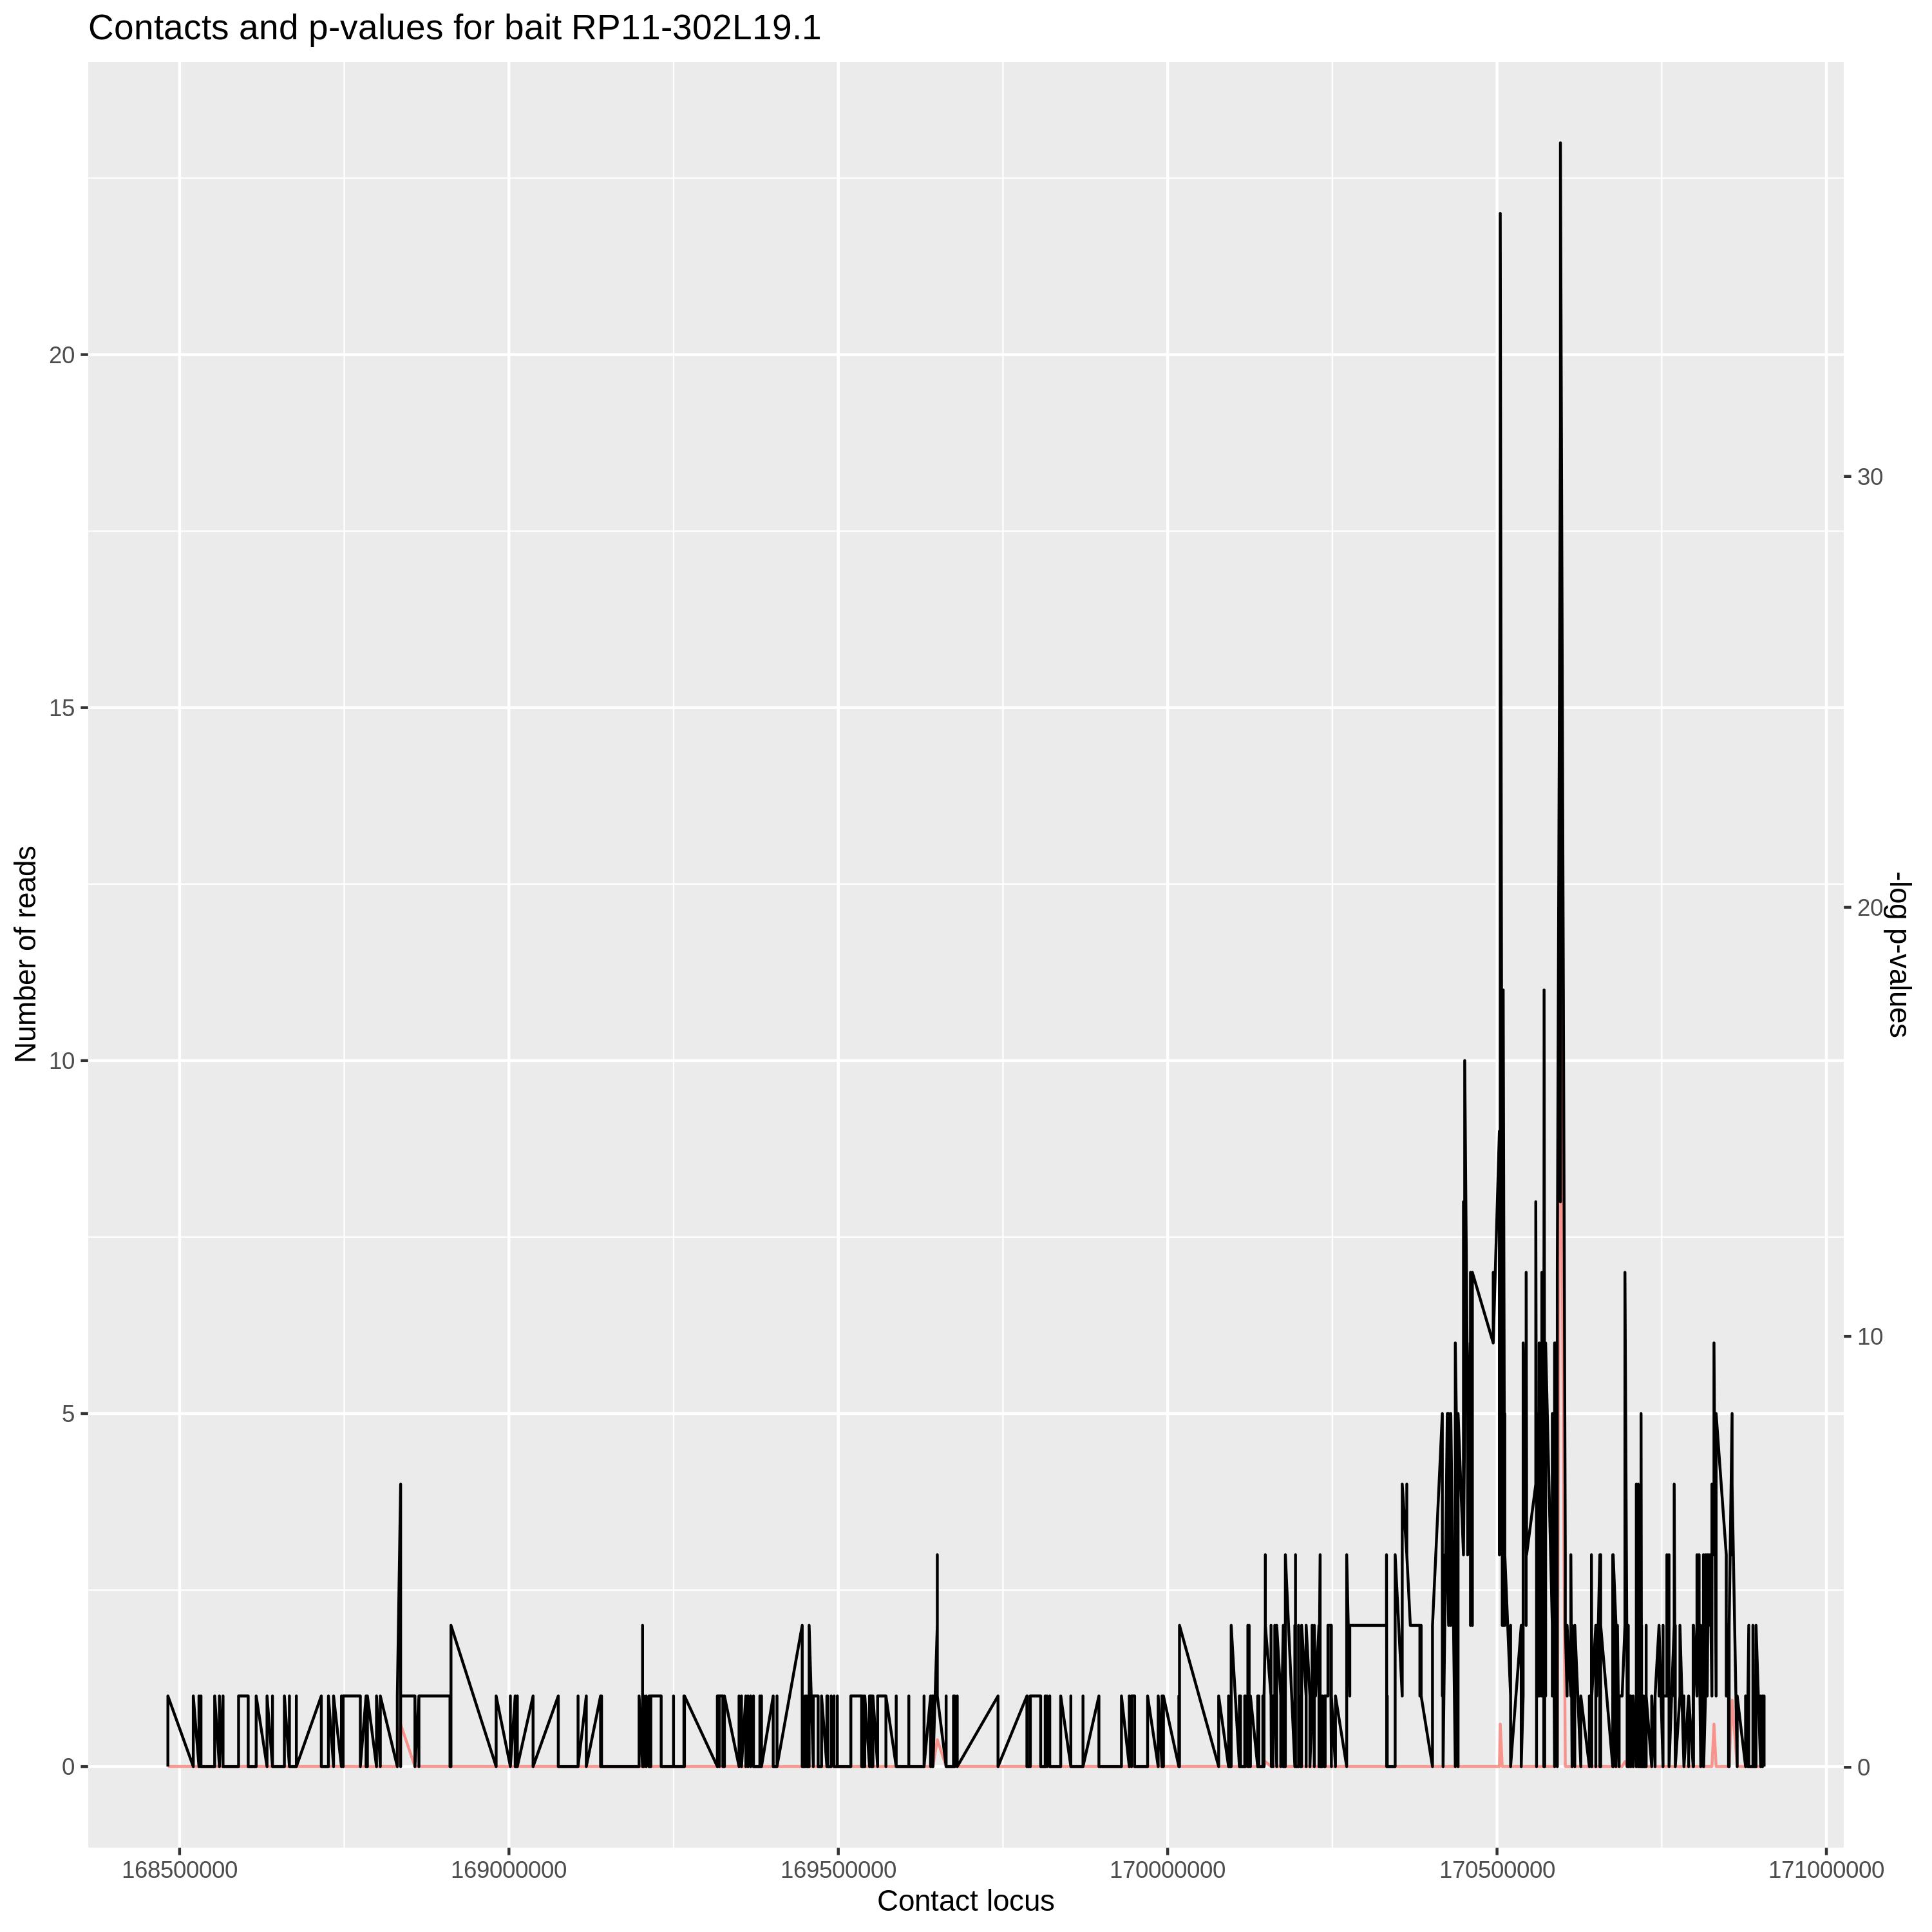 Contacts and p-values for bait RP11-302L19.1
Number of reads
20
15
10
5
0
30
20
10
0
-log p-values
168500000 169000000 169500000 170000000 170500000 171000000
Contact locus